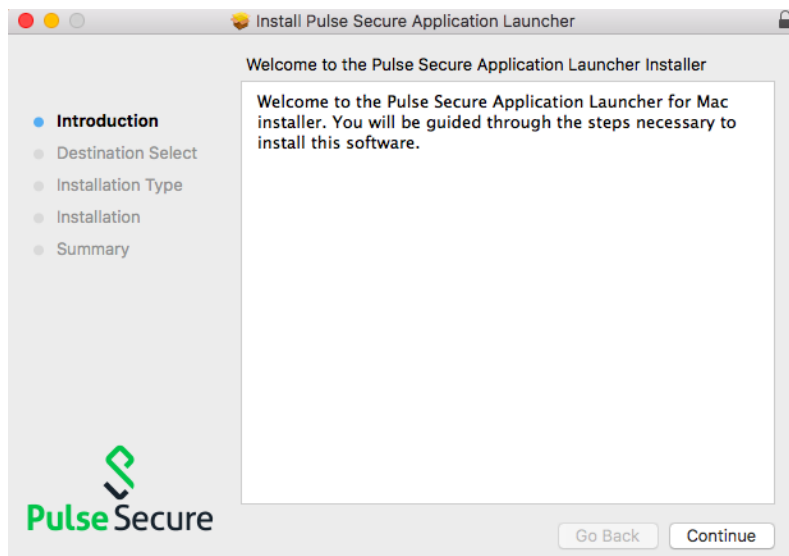 Install Pulse Secure Application Launcher
Welcome to the Pulse Secure Application Launcher Installer
Introduction
Destination Select
Installation Type
Installation
Summary
Welcome to the Pulse Secure Application Launcher for Mac
installer. You will be guided through the steps necessary to
install this software.
Pulse Secure
Go Back
Continue